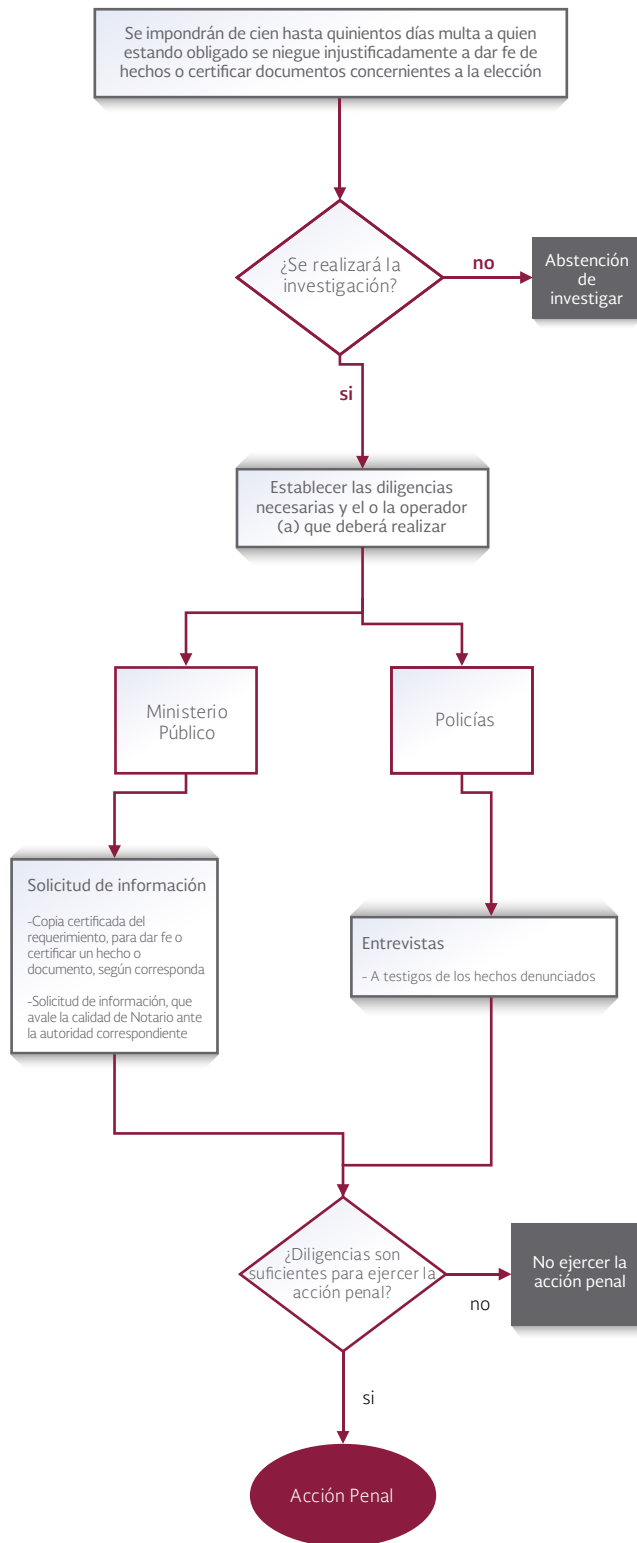 Se impondrán de cien hasta quinientos días multa a quien
estando obligado se niegue injustificadamente a dar fe de
hechos o certificar documentos concernientes a la elección
¿Se realizará la
investigación?
no
Abstención
de
investigar
si
Establecer las diligencias
necesarias y el o la operador
(a) que deberá realizar
Ministerio
Público
Policías
Solicitud de información
-Copia certificada del
requerimiento, para dar fe o
certificar un hecho o
documento, según corresponda
-Solicitud de información, que
avale la calidad de Notario ante
la autoridad correspondiente
Entrevistas
- A testigos de los hechos denunciados
¿Diligencias son
suficientes para ejercer la
acción penal?
no
No ejercer la
acción penal
si
Acción Penal